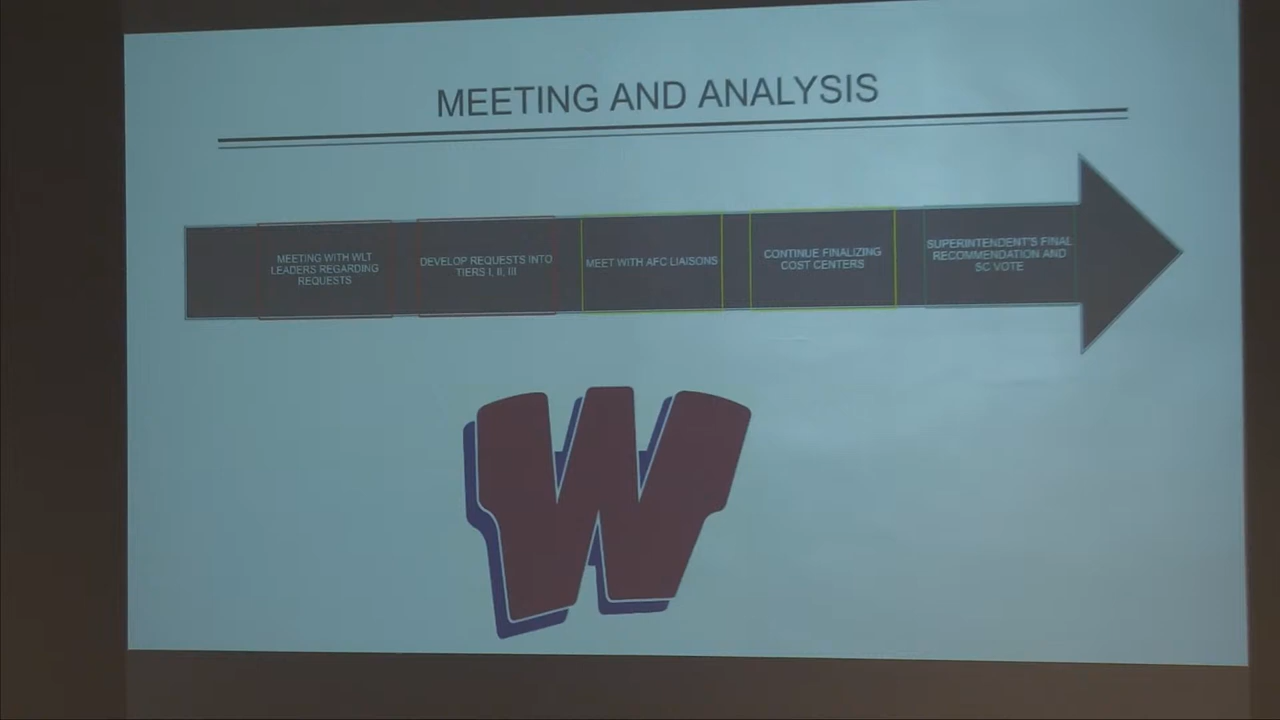 MEETING AND ANALYSIS
MEETING WITH WLT
LEADERS REGARDING
REQUESTS
DEVELOP REQUESTS INTO
TIERS I, II, III
MEET WITH AFC LIAISONS
CONTINUE FINALIZING
COST CENTERS
SUPERINTENDENT'S FINAL
RECOMMENDATION AND
SC VOTE
W